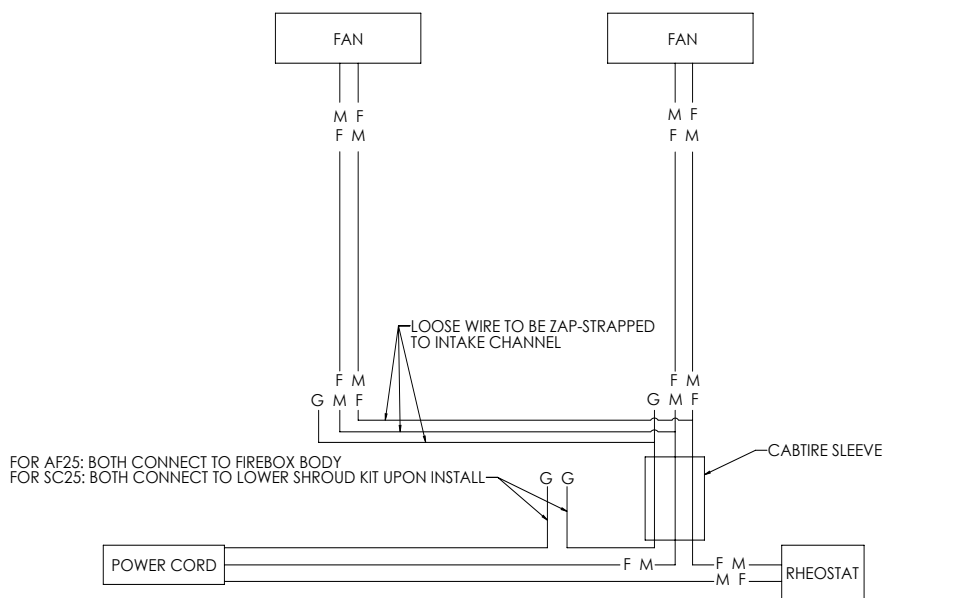 FAN
FAN
M F
F M
M F
F M
LOOSE WIRE TO BE ZAP-STRAPPED
TO INTAKE CHANNEL
F M
G M F
F M
G M F
CABTIRE SLEEVE
FOR AF25: BOTH CONNECT TO FIREBOX BODY
FOR SC25: BOTH CONNECT TO LOWER SHROUD KIT UPON INSTALL
G G
POWER CORD
F M
F M
M F
RHEOSTAT